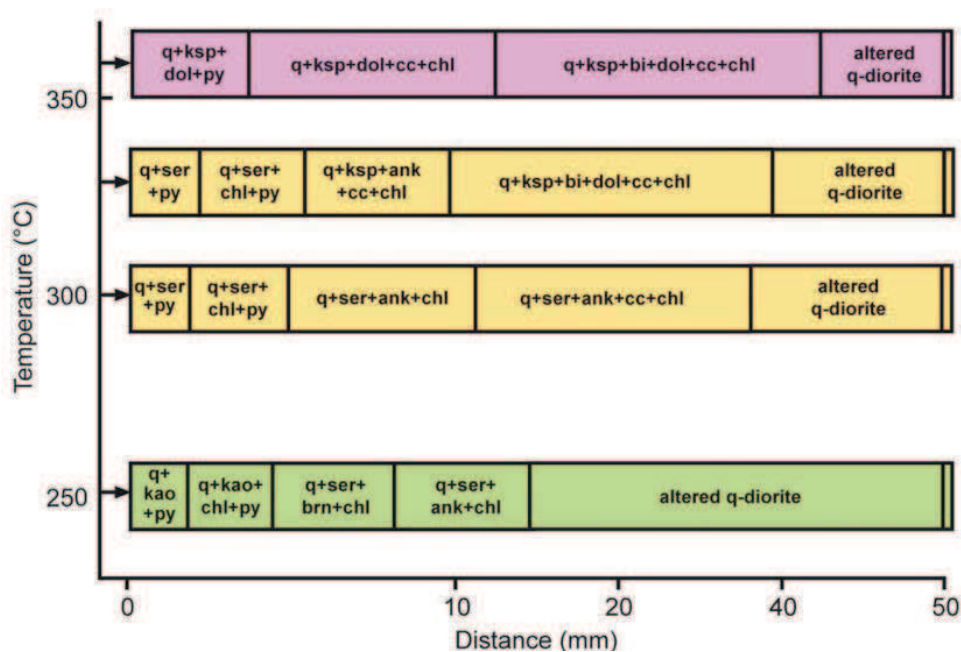 q+ksp+
dol+py
q+ksp+dol+cc+chl
q+ksp+bi+dol+cc+chl
altered
q-diorite
350
q+ser
+py
q+ser+
chl+py
q+ksp+ank
+cc+chl
q+ksp+bi+dol+cc+chl
altered
q-diorite
Temperature (°C)
300
q+ser
+py
q+ser+
chl+py
q+ser+ank+chl
q+ser+ank+cc+chl
altered
q-diorite
250
q+
kao
+py
q+kao+
chl+py
q+ser+
brn+chl
q+ser+
ank+chl
altered q-diorite
0
10
20
40
50
Distance (mm)